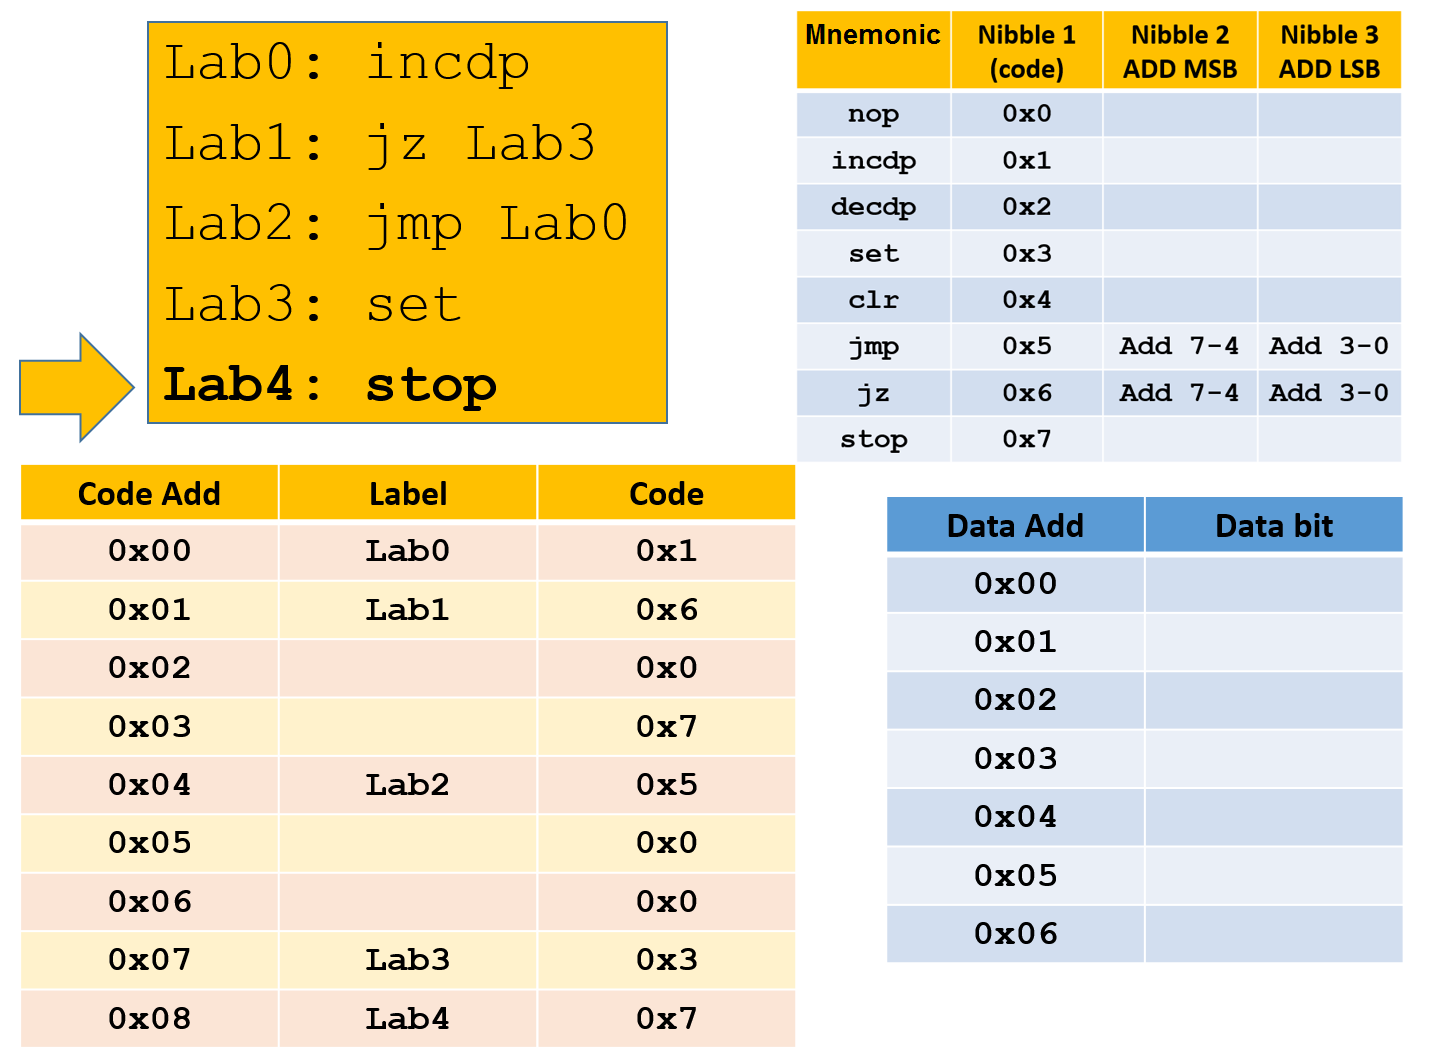 Lab0: incdp
Lab1: jz Lab3
Lab2: jmp Lab0
Lab3: set
Lab4: stop
Mnemonic Nibble 1 (code) Nibble 2 ADD MSB Nibble 3 ADD LSB
nop 0x0
incdp 0x1
decdp 0x2
set 0x3
clr 0x4
jmp 0x5 Add 7-4 Add 3-0
jz 0x6 Add 7-4 Add 3-0
stop 0x7
Code Add Label Code
0x00 Lab0 0x1
0x01 Lab1 0x6
0x02 0x0
0x03 0x7
0x04 Lab2 0x5
0x05 0x0
0x06 0x0
0x07 Lab3 0x3
0x08 Lab4 0x7
Data Add Data bit
0x00
0x01
0x02
0x03
0x04
0x05
0x06